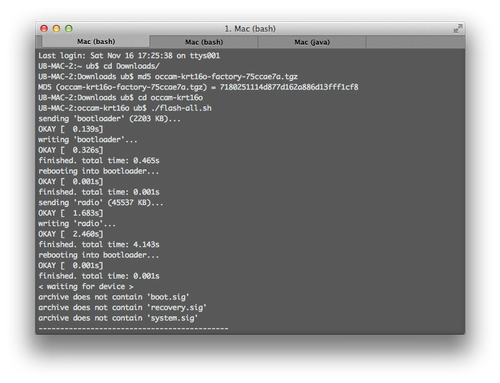 1. Mac (bash)
Mac (bash) Mac (bash) Mac (java)
Last login: Sat Nov 16 17:25:38 on ttys001
UB-MAC-2:~ ub$ cd Downloads/
UB-MAC-2:Downloads ub$ md5 occam-krt16o-factory-75ccae7a.tgz
MD5 (occam-krt16o-factory-75ccae7a.tgz) = 7180251114d877d162a886d13fff1cf8
UB-MAC-2:Downloads ub$ cd occam-krt16o
UB-MAC-2:occam-krt16o ub$ ./flash-all.sh
sending 'bootloader' (2203 KB)...
OKAY [  0.139s]
writing 'bootloader'...
OKAY [  0.326s]
finished. total time: 0.465s
rebooting into bootloader...
OKAY [  0.001s]
finished. total time: 0.001s
sending 'radio' (45537 KB)...
OKAY [  1.683s]
writing 'radio'...
OKAY [  2.460s]
finished. total time: 4.143s
rebooting into bootloader...
OKAY [  0.001s]
finished. total time: 0.001s
< waiting for device >
archive does not contain 'boot.sig'
archive does not contain 'recovery.sig'
archive does not contain 'system.sig'
--------------------------------------------